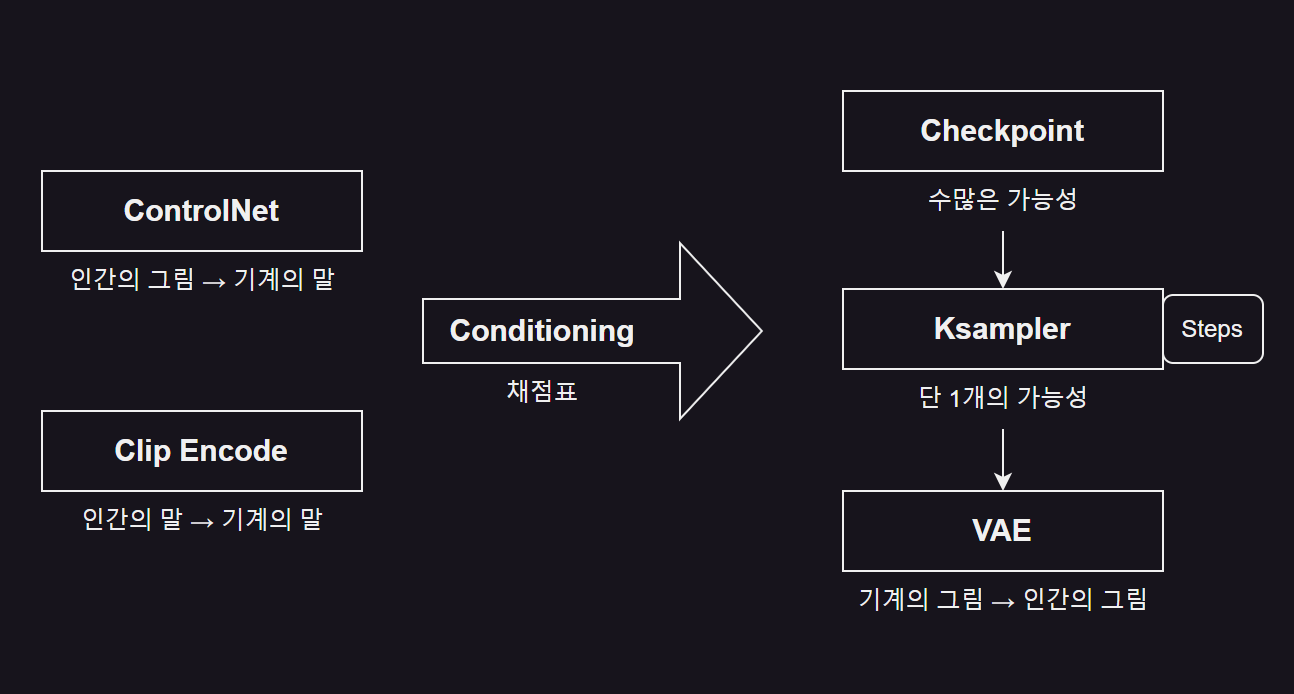 ControlNet
인간의 그림 → 기계의 말
Clip Encode
인간의 말 → 기계의 말
Conditioning
채점표
Checkpoint
수많은 가능성
Ksampler
Steps
단 1개의 가능성
VAE
기계의 그림 → 인간의 그림